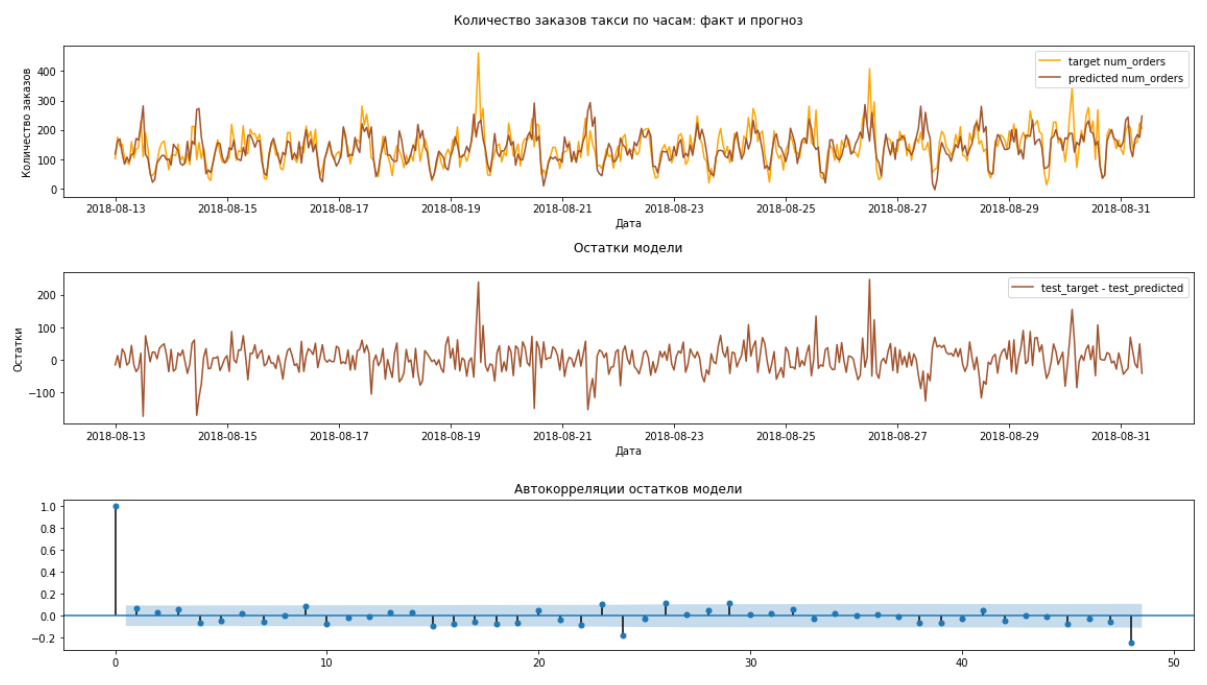 Количество заказов такси по часам: факт и прогноз
Количество заказов
400
300
200
100
0
target num_orders
predicted num_orders
2018-08-13 2018-08-15 2018-08-17 2018-08-19 2018-08-21 2018-08-23 2018-08-25 2018-08-27 2018-08-29 2018-08-31
Дата
Остатки модели
Остатки
200
100
0
−100
test_target - test_predicted
2018-08-13 2018-08-15 2018-08-17 2018-08-19 2018-08-21 2018-08-23 2018-08-25 2018-08-27 2018-08-29 2018-08-31
Дата
Автокорреляции остатков модели
1.0
0.8
0.6
0.4
0.2
0.0
−0.2
0 10 20 30 40 50